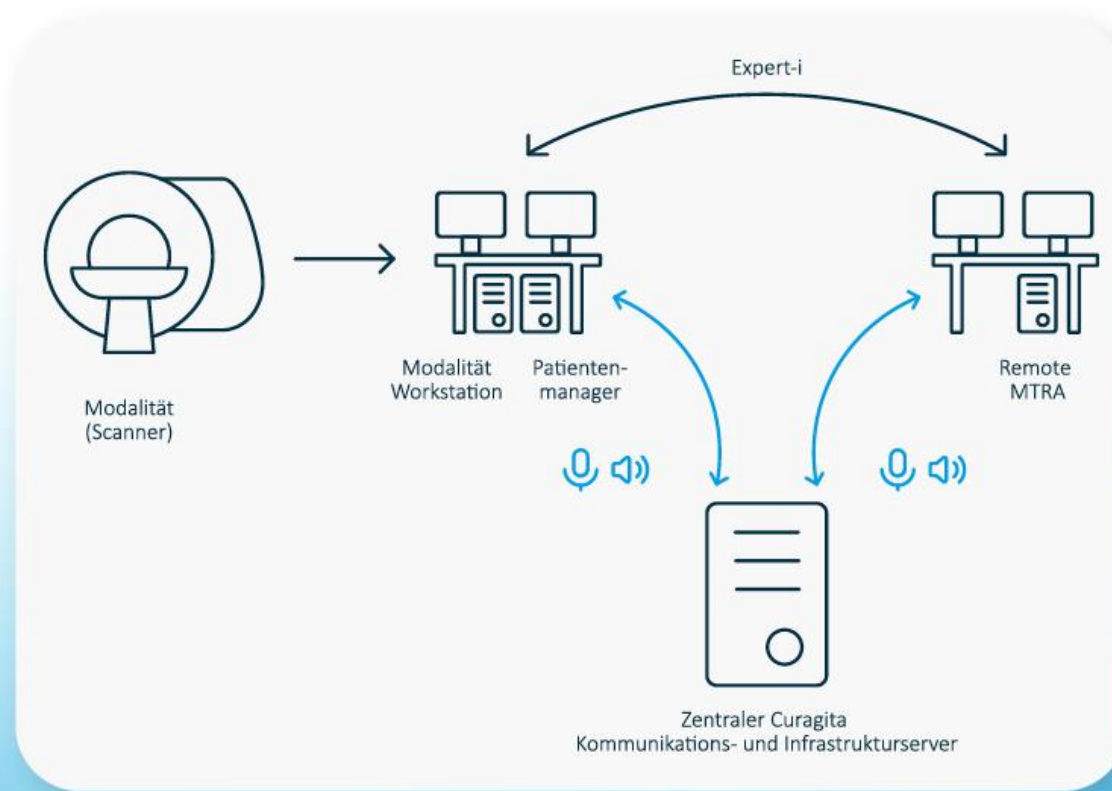 Expert-i
Modalität
(Scanner)
Modalität
Workstation
Patienten-
manager
Remote
MTRA
Zentraler Curagita
Kommunikations- und Infrastrukturserver